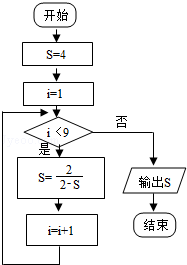 开始
S=4
i=1
i<9
否
是
S=2/(2-S)
输出S
i=i+1
结束